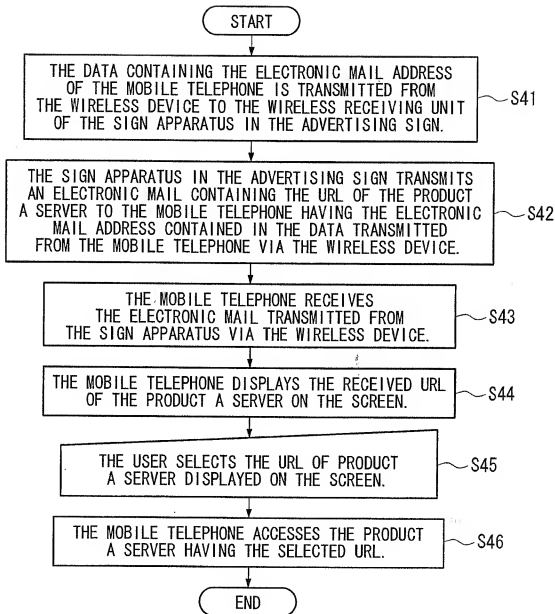 START
THE DATA CONTAINING THE ELECTRONIC MAIL ADDRESS
OF THE MOBILE TELEPHONE IS TRANSMITTED FROM
THE WIRELESS DEVICE TO THE WIRELESS RECEIVING UNIT
OF THE SIGN APPARATUS IN THE ADVERTISING SIGN.
S41
THE SIGN APPARATUS IN THE ADVERTISING SIGN TRANSMITS
AN ELECTRONIC MAIL CONTAINING THE URL OF THE PRODUCT
A SERVER TO THE MOBILE TELEPHONE HAVING THE ELECTRONIC
MAIL ADDRESS CONTAINED IN THE DATA TRANSMITTED
FROM THE MOBILE TELEPHONE VIA THE WIRELESS DEVICE.
S42
THE MOBILE TELEPHONE RECEIVES
THE ELECTRONIC MAIL TRANSMITTED FROM
THE SIGN APPARATUS VIA THE WIRELESS DEVICE.
S43
THE MOBILE TELEPHONE DISPLAYS THE RECEIVED URL
OF THE PRODUCT A SERVER ON THE SCREEN.
S44
THE USER SELECTS THE URL OF PRODUCT
A SERVER DISPLAYED ON THE SCREEN.
S45
THE MOBILE TELEPHONE ACCESSES THE PRODUCT
A SERVER HAVING THE SELECTED URL.
S46
END